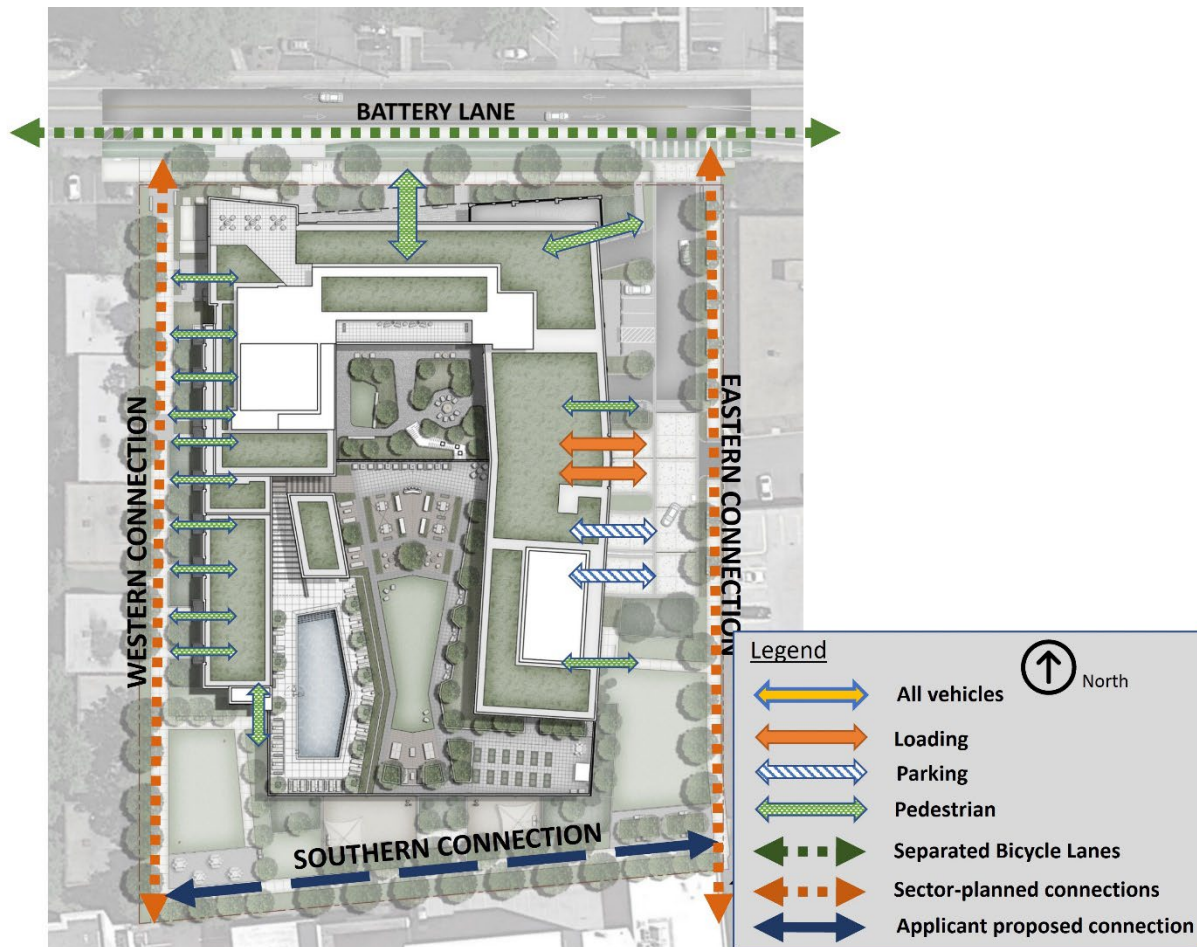 BATTERY LANE
WESTERN CONNECTION
EASTERN CONNECTION
SOUTHERN CONNECTION
Legend
North
All vehicles
Loading
Parking
Pedestrian
Separated Bicycle Lanes
Sector-planned connections
Applicant proposed connection